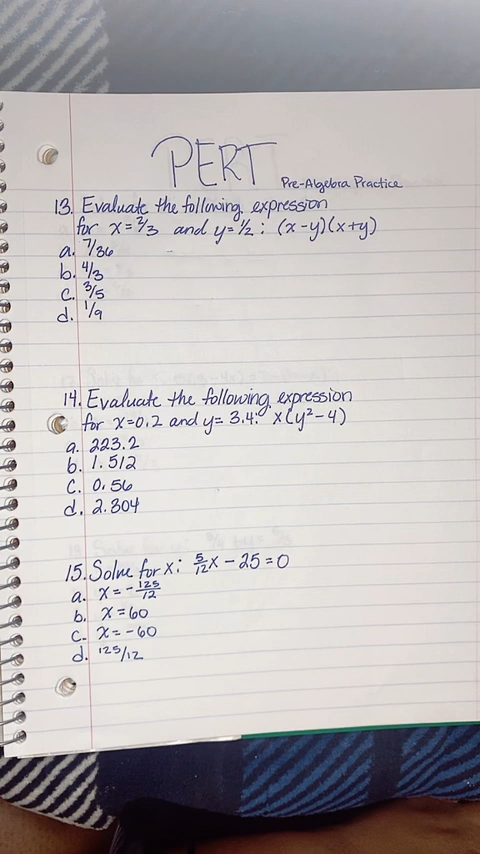 PERT
Pre-Algebra Practice
13. Evaluate the following expression
for x=2/3 and y=1/2: (x-y)(x+y)
a. 7/36
b. 4/3
c. 3/5
d. 1/9
14. Evaluate the following expression
for x=0.2 and y=3.4: x(y²-4)
a. 223.2
b. 1.512
c. 0.56
d. 2.304
15. Solve for x: 5/12x - 25 = 0
a. x = -125/12
b. x = 60
c. x = -60
d. 125/12